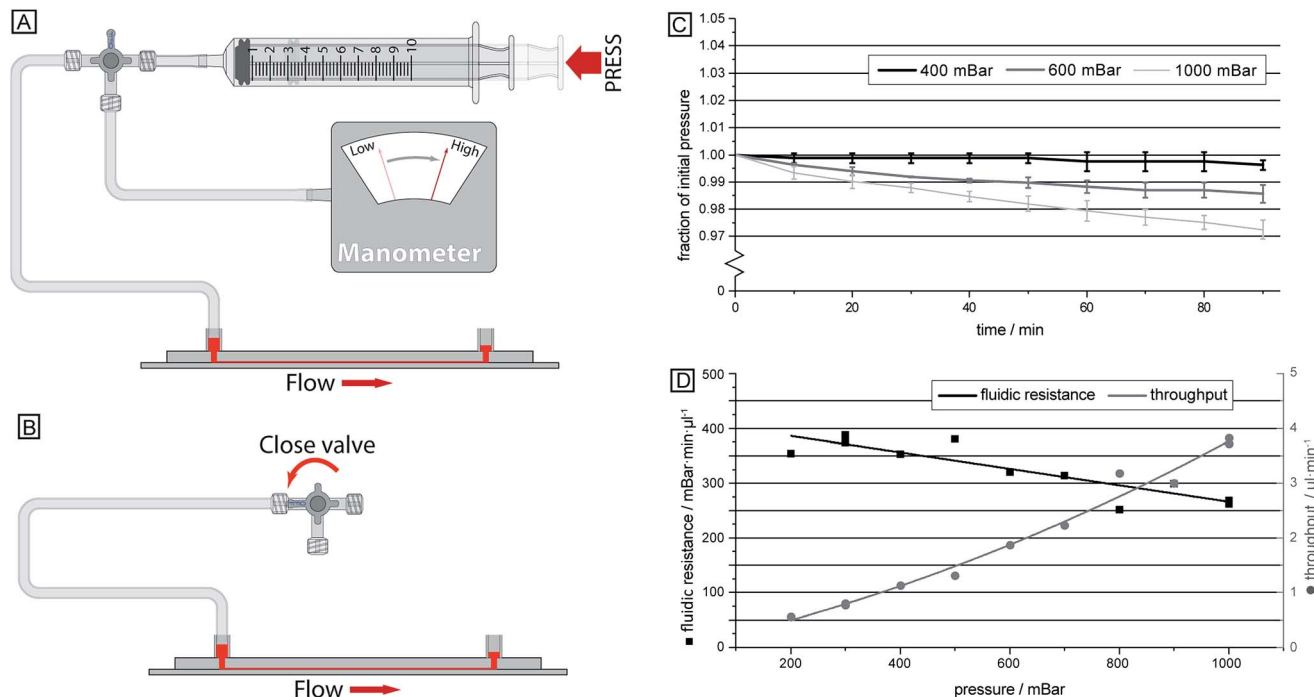 A
1 2 3 4 5 6 7 8 9 10
PRESS
Low
High
Manometer
Flow
B
Close valve
Flow
C
1.05
1.04
1.03
1.02
1.01
1.00
0.99
0.98
0.97
0
fraction of initial pressure
400 mBar
600 mBar
1000 mBar
0 20 40 60 80
time / min
D
500
450
400
350
300
250
200
150
100
50
0
fluidic resistance / mBar·min·µl-1
fluidic resistance
throughput
5
4
3
2
1
0
throughput / µl·min-1
200 400 600 800 1000
pressure / mBar